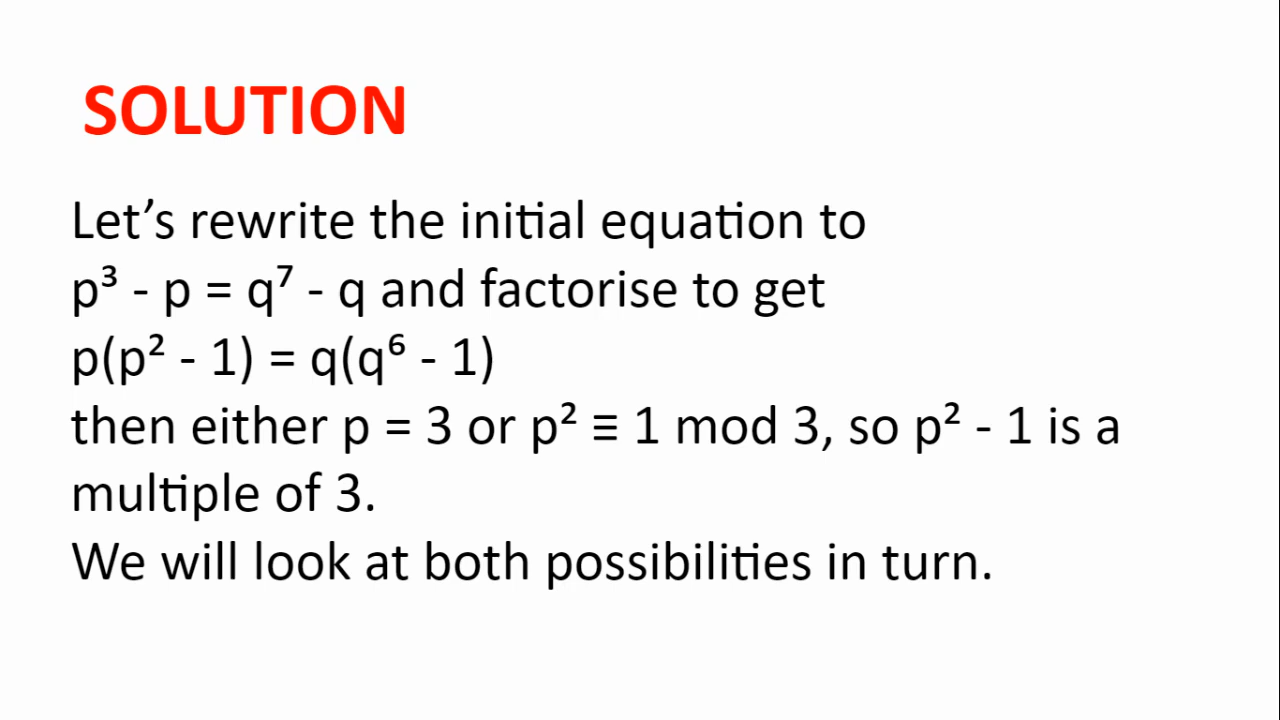 SOLUTION
Let’s rewrite the initial equation to
p³ - p = q⁷ - q and factorise to get
p(p² - 1) = q(q⁶ - 1)
then either p = 3 or p² ≡ 1 mod 3, so p² - 1 is a
multiple of 3.
We will look at both possibilities in turn.